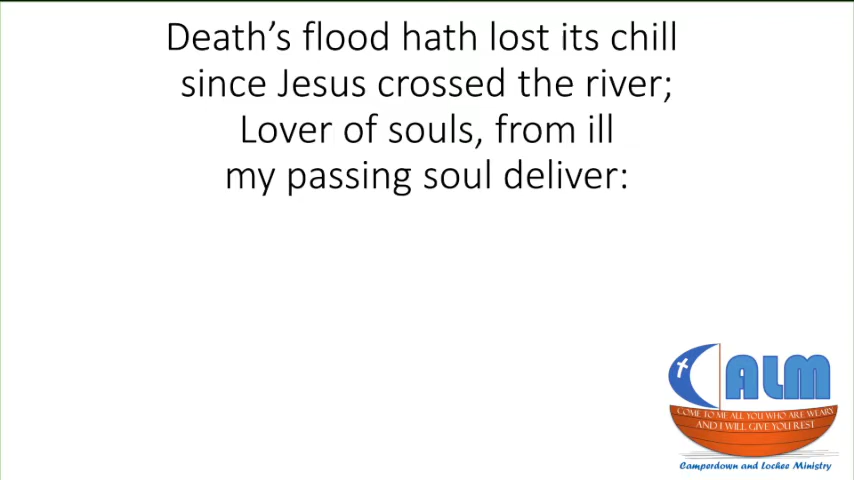 Death’s flood hath lost its chill
since Jesus crossed the river;
Lover of souls, from ill
my passing soul deliver:
CALM
COME TO ME ALL YOU WHO ARE WEARY
AND I WILL GIVE YOU REST
Camperdown and Lochee Ministry